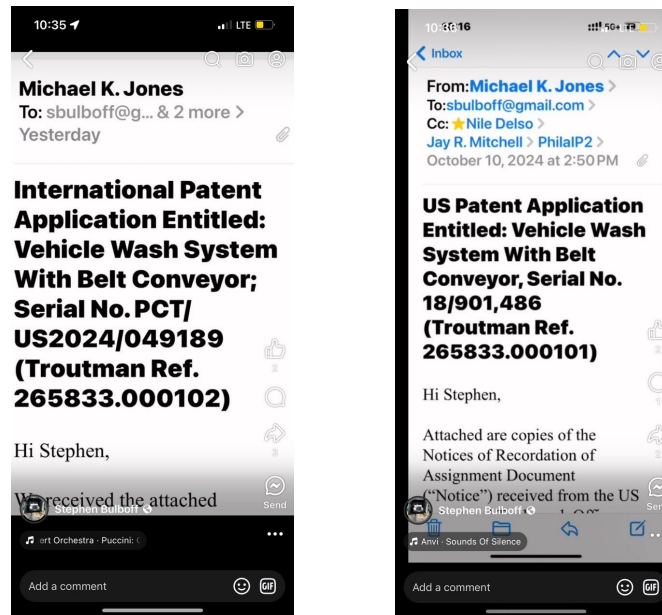 10:35
LTE
Michael K. Jones
To: sbulboff@g... & 2 more >
Yesterday
International Patent
Application Entitled:
Vehicle Wash System
With Belt Conveyor;
Serial No. PCT/
US2024/049189
(Troutman Ref.
265833.000102)
2
3
Hi Stephen,
We received the attached
Send
Stephen Bulboff
ert Orchestra · Puccini: (
Add a comment
GIF
Inbox
From: Michael K. Jones >
To: sbulboff@gmail.com >
Cc: Nile Delso >
Jay R. Mitchell > PhilaIP2 >
October 10, 2024 at 2:50 PM
US Patent Application
Entitled: Vehicle Wash
System With Belt
Conveyor, Serial No.
18/901,486
(Troutman Ref.
265833.000101)
Hi Stephen,
Attached are copies of the
Notices of Recordation of
Assignment Document
("Notice") received from the US
Stephen Bulboff
Anvi · Sounds Of Silence
Add a comment
GIF